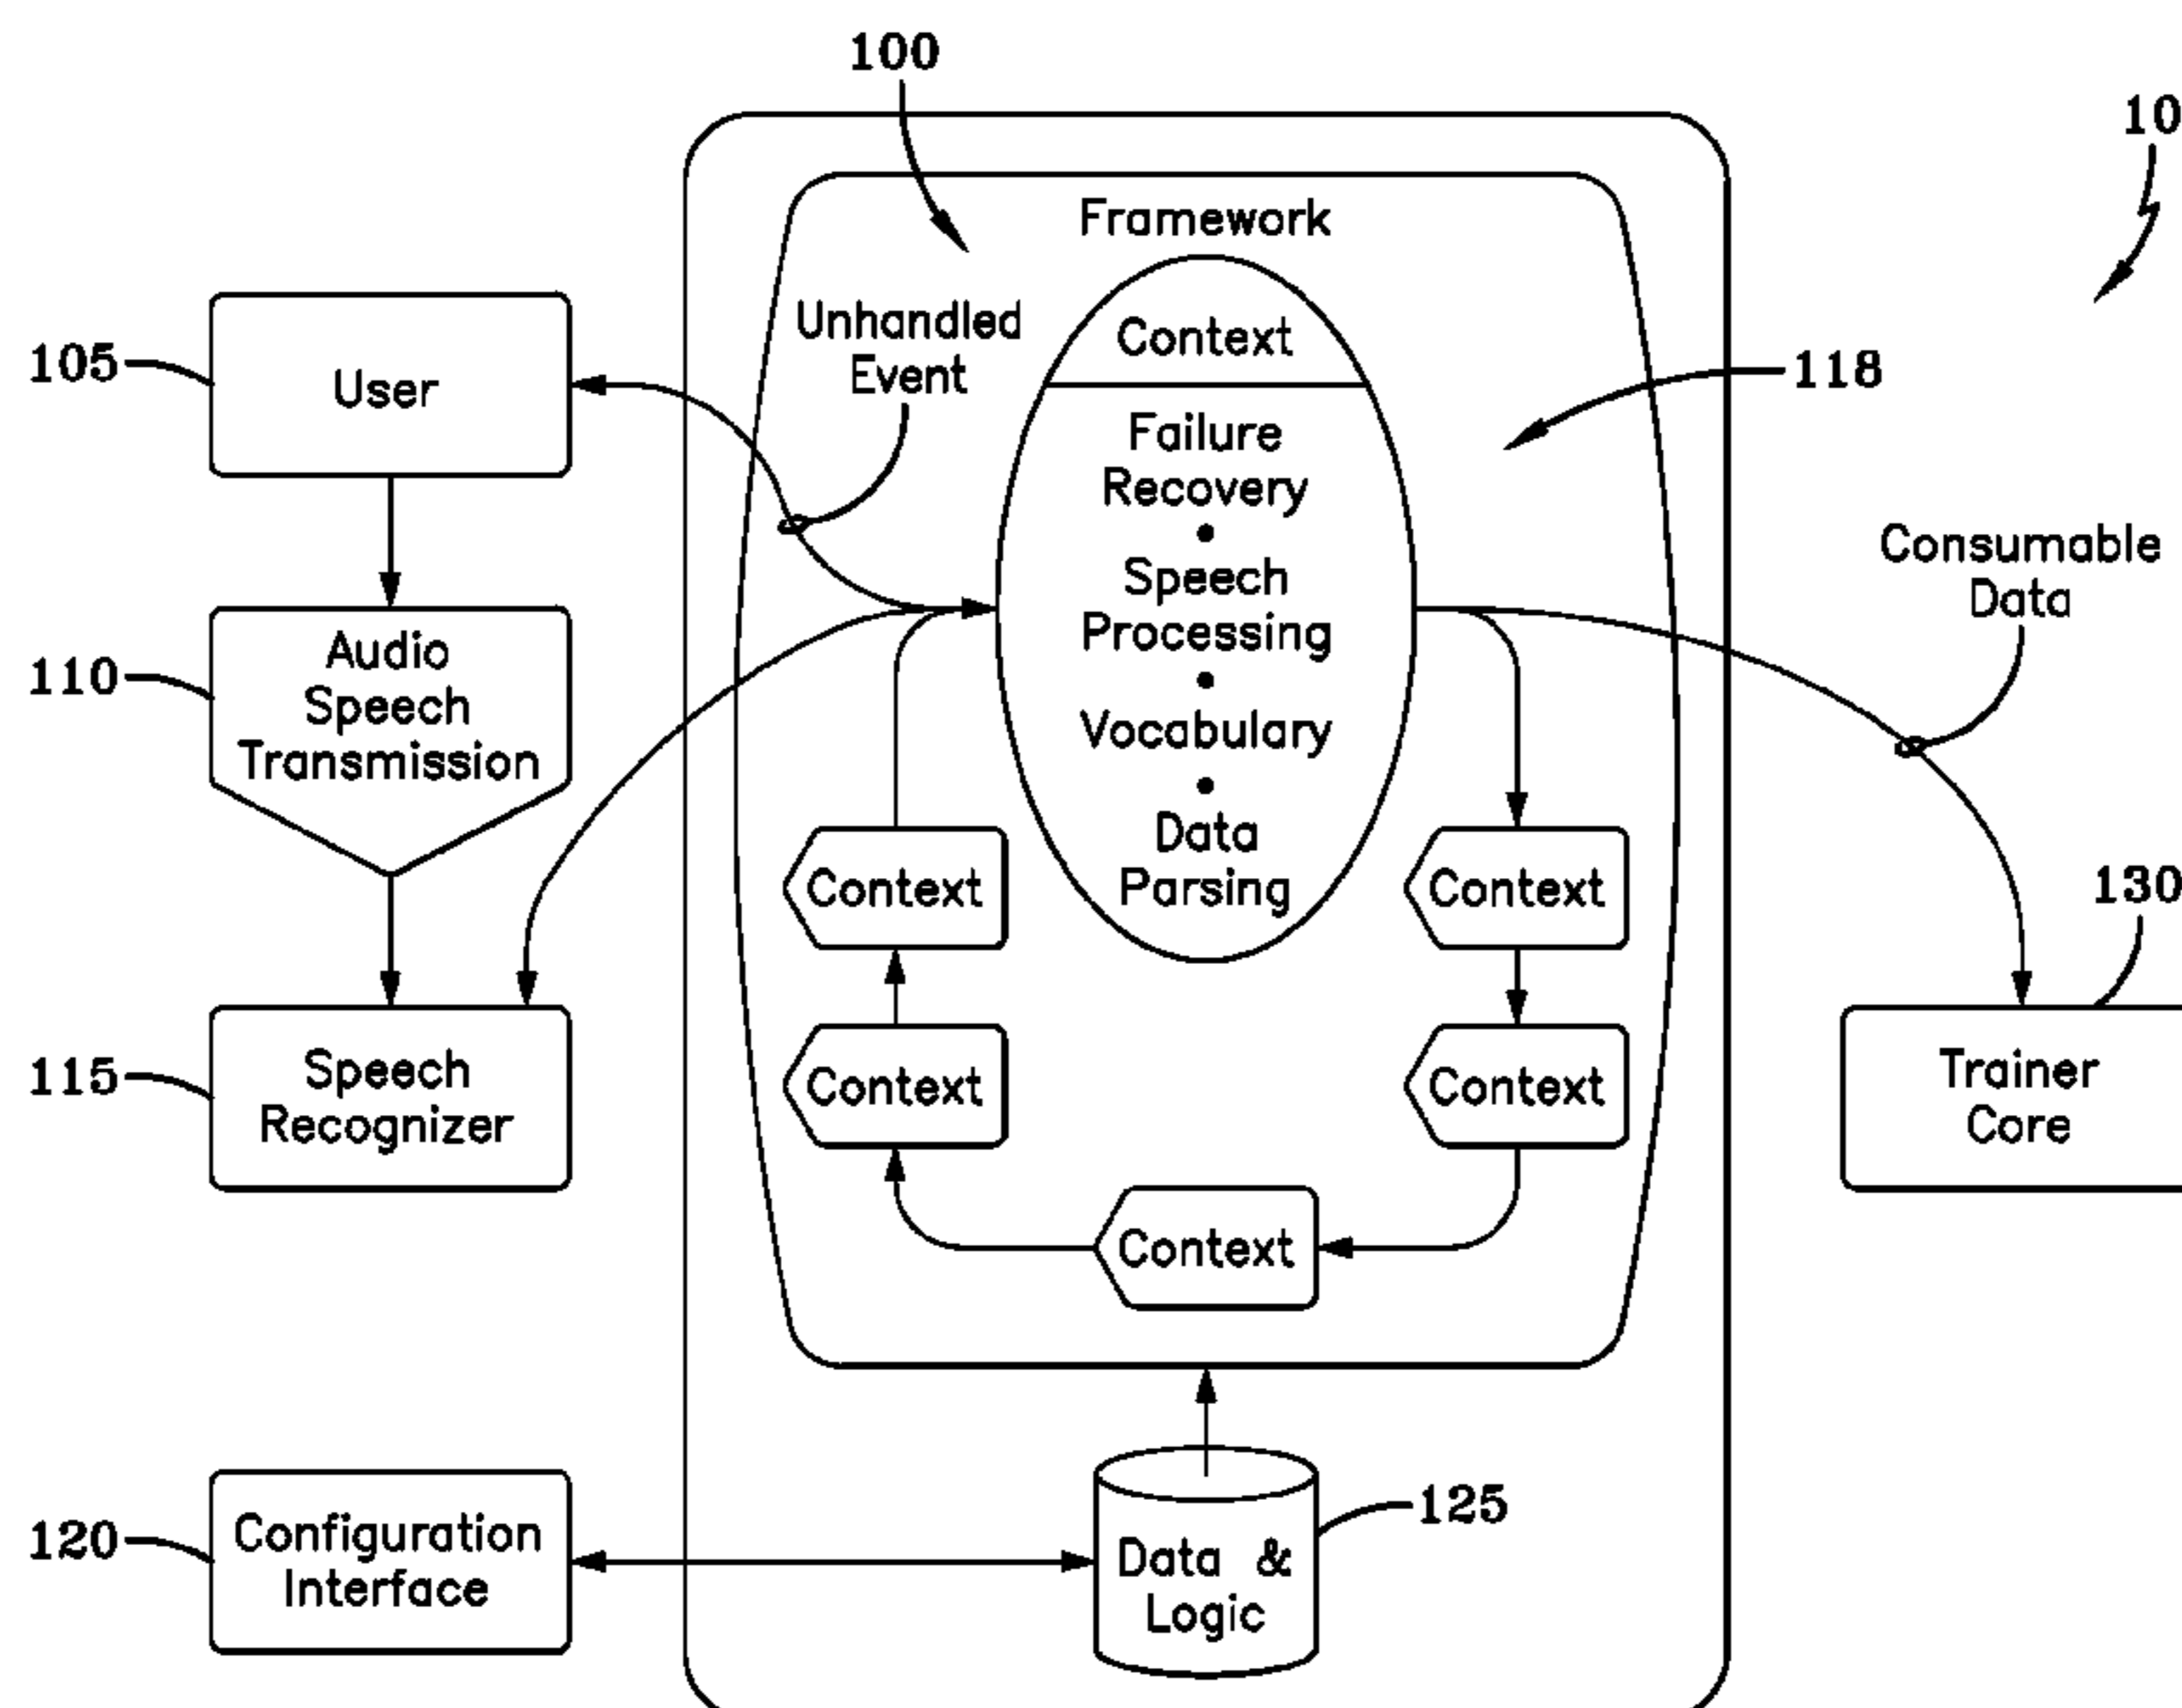 100
10
Framework
Unhandled
Event
Context
118
105
User
Failure
Recovery
•
Speech
Processing
•
Vocabulary
•
Data
Parsing
Consumable
Data
110
Audio
Speech
Transmission
Context
Context
130
115
Speech
Recognizer
Context
Context
Trainer
Core
Context
120
Configuration
Interface
125
Data &
Logic